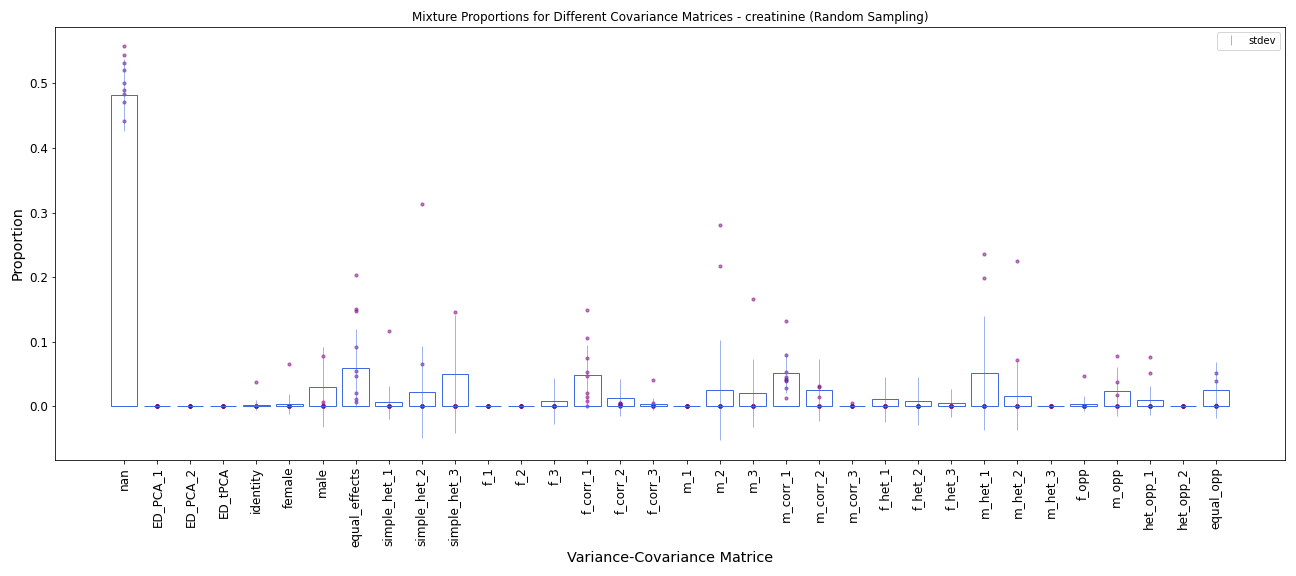 Mixture Proportions for Different Covariance Matrices - creatinine (Random Sampling)
stdev
Proportion
0.5
0.4
0.3
0.2
0.1
0.0
nan
ED_PCA_1
ED_PCA_2
ED_tPCA
identity
female
male
equal_effects
simple_het_1
simple_het_2
simple_het_3
f_1
f_2
f_3
f_corr_1
f_corr_2
f_corr_3
m_1
m_2
m_3
m_corr_1
m_corr_2
m_corr_3
f_het_1
f_het_2
f_het_3
m_het_1
m_het_2
m_het_3
f_opp
m_opp
het_opp_1
het_opp_2
equal_opp
Variance-Covariance Matrice